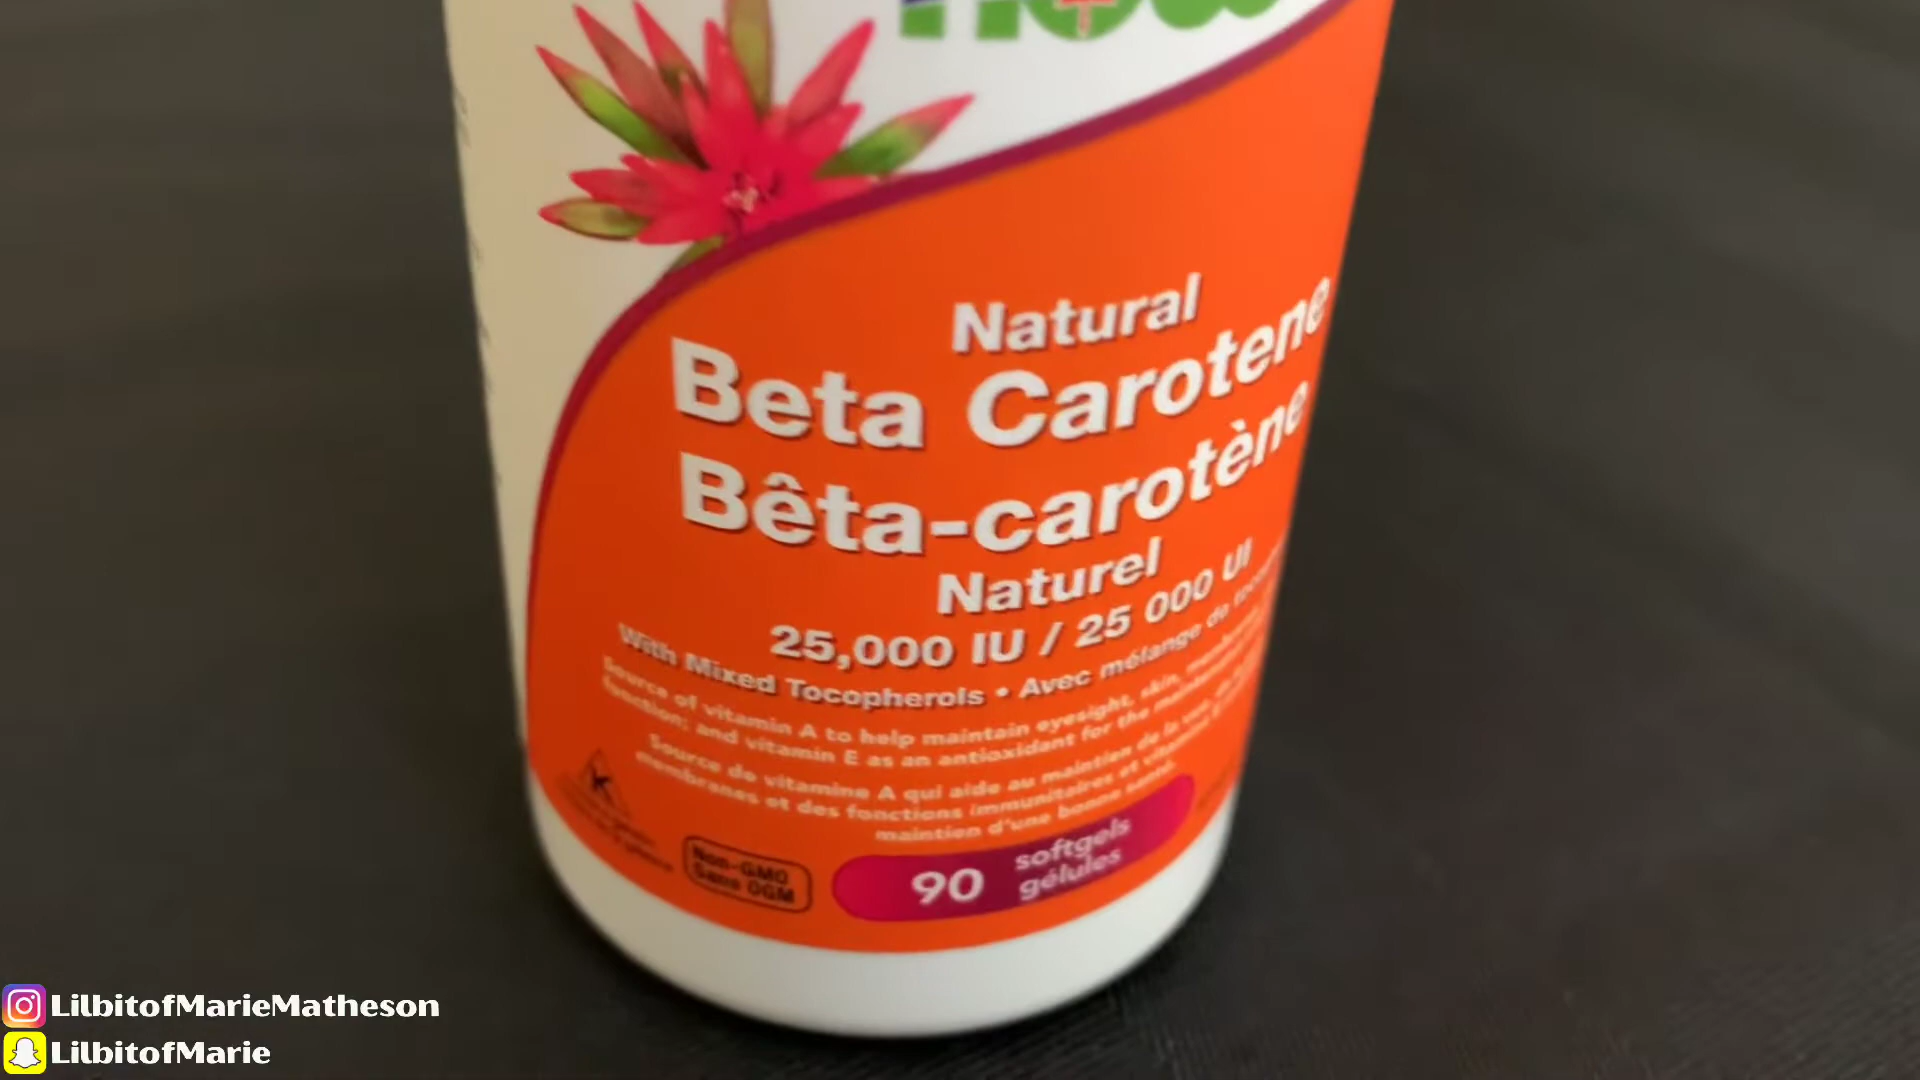 now
Natural
Beta Carotene
Bêta-carotène
Naturel
25,000 IU / 25 000 UI
With Mixed Tocopherols • Avec mélange de
Source of vitamin A to help maintain eyesight, skin,
function; and vitamin E as an antioxidant for the
Source de vitamine A qui aide au maintien de la vue,
membranes et des fonctions immunitaires et
maintien d'une bonne santé.
Non-GMO
Sans OGM
90 softgels
gélules
LilbitofMarieMatheson
LilbitofMarie